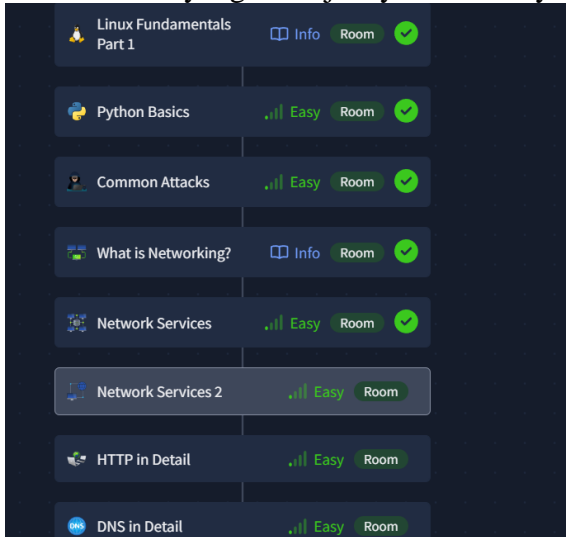 Linux Fundamentals
Part 1
Info Room
Python Basics Easy Room
Common Attacks Easy Room
What is Networking? Info Room
Network Services Easy Room
Network Services 2 Easy Room
HTTP in Detail Easy Room
DNS DNS in Detail Easy Room